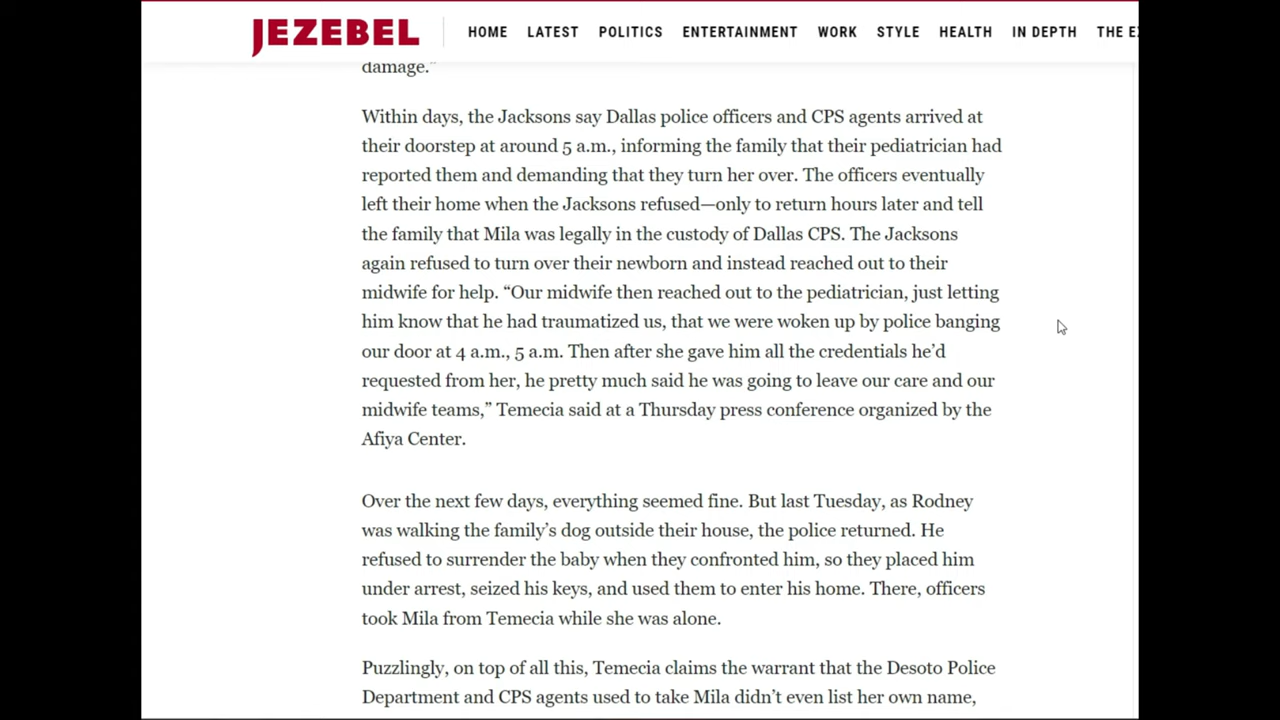 JEZEBEL
HOME LATEST POLITICS ENTERTAINMENT WORK STYLE HEALTH IN DEPTH THE E
damage.”
Within days, the Jacksons say Dallas police officers and CPS agents arrived at
their doorstep at around 5 a.m., informing the family that their pediatrician had
reported them and demanding that they turn her over. The officers eventually
left their home when the Jacksons refused—only to return hours later and tell
the family that Mila was legally in the custody of Dallas CPS. The Jacksons
again refused to turn over their newborn and instead reached out to their
midwife for help. “Our midwife then reached out to the pediatrician, just letting
him know that he had traumatized us, that we were woken up by police banging
our door at 4 a.m., 5 a.m. Then after she gave him all the credentials he’d
requested from her, he pretty much said he was going to leave our care and our
midwife teams,” Temecia said at a Thursday press conference organized by the
Afiya Center.
Over the next few days, everything seemed fine. But last Tuesday, as Rodney
was walking the family’s dog outside their house, the police returned. He
refused to surrender the baby when they confronted him, so they placed him
under arrest, seized his keys, and used them to enter his home. There, officers
took Mila from Temecia while she was alone.
Puzzlingly, on top of all this, Temecia claims the warrant that the Desoto Police
Department and CPS agents used to take Mila didn’t even list her own name,